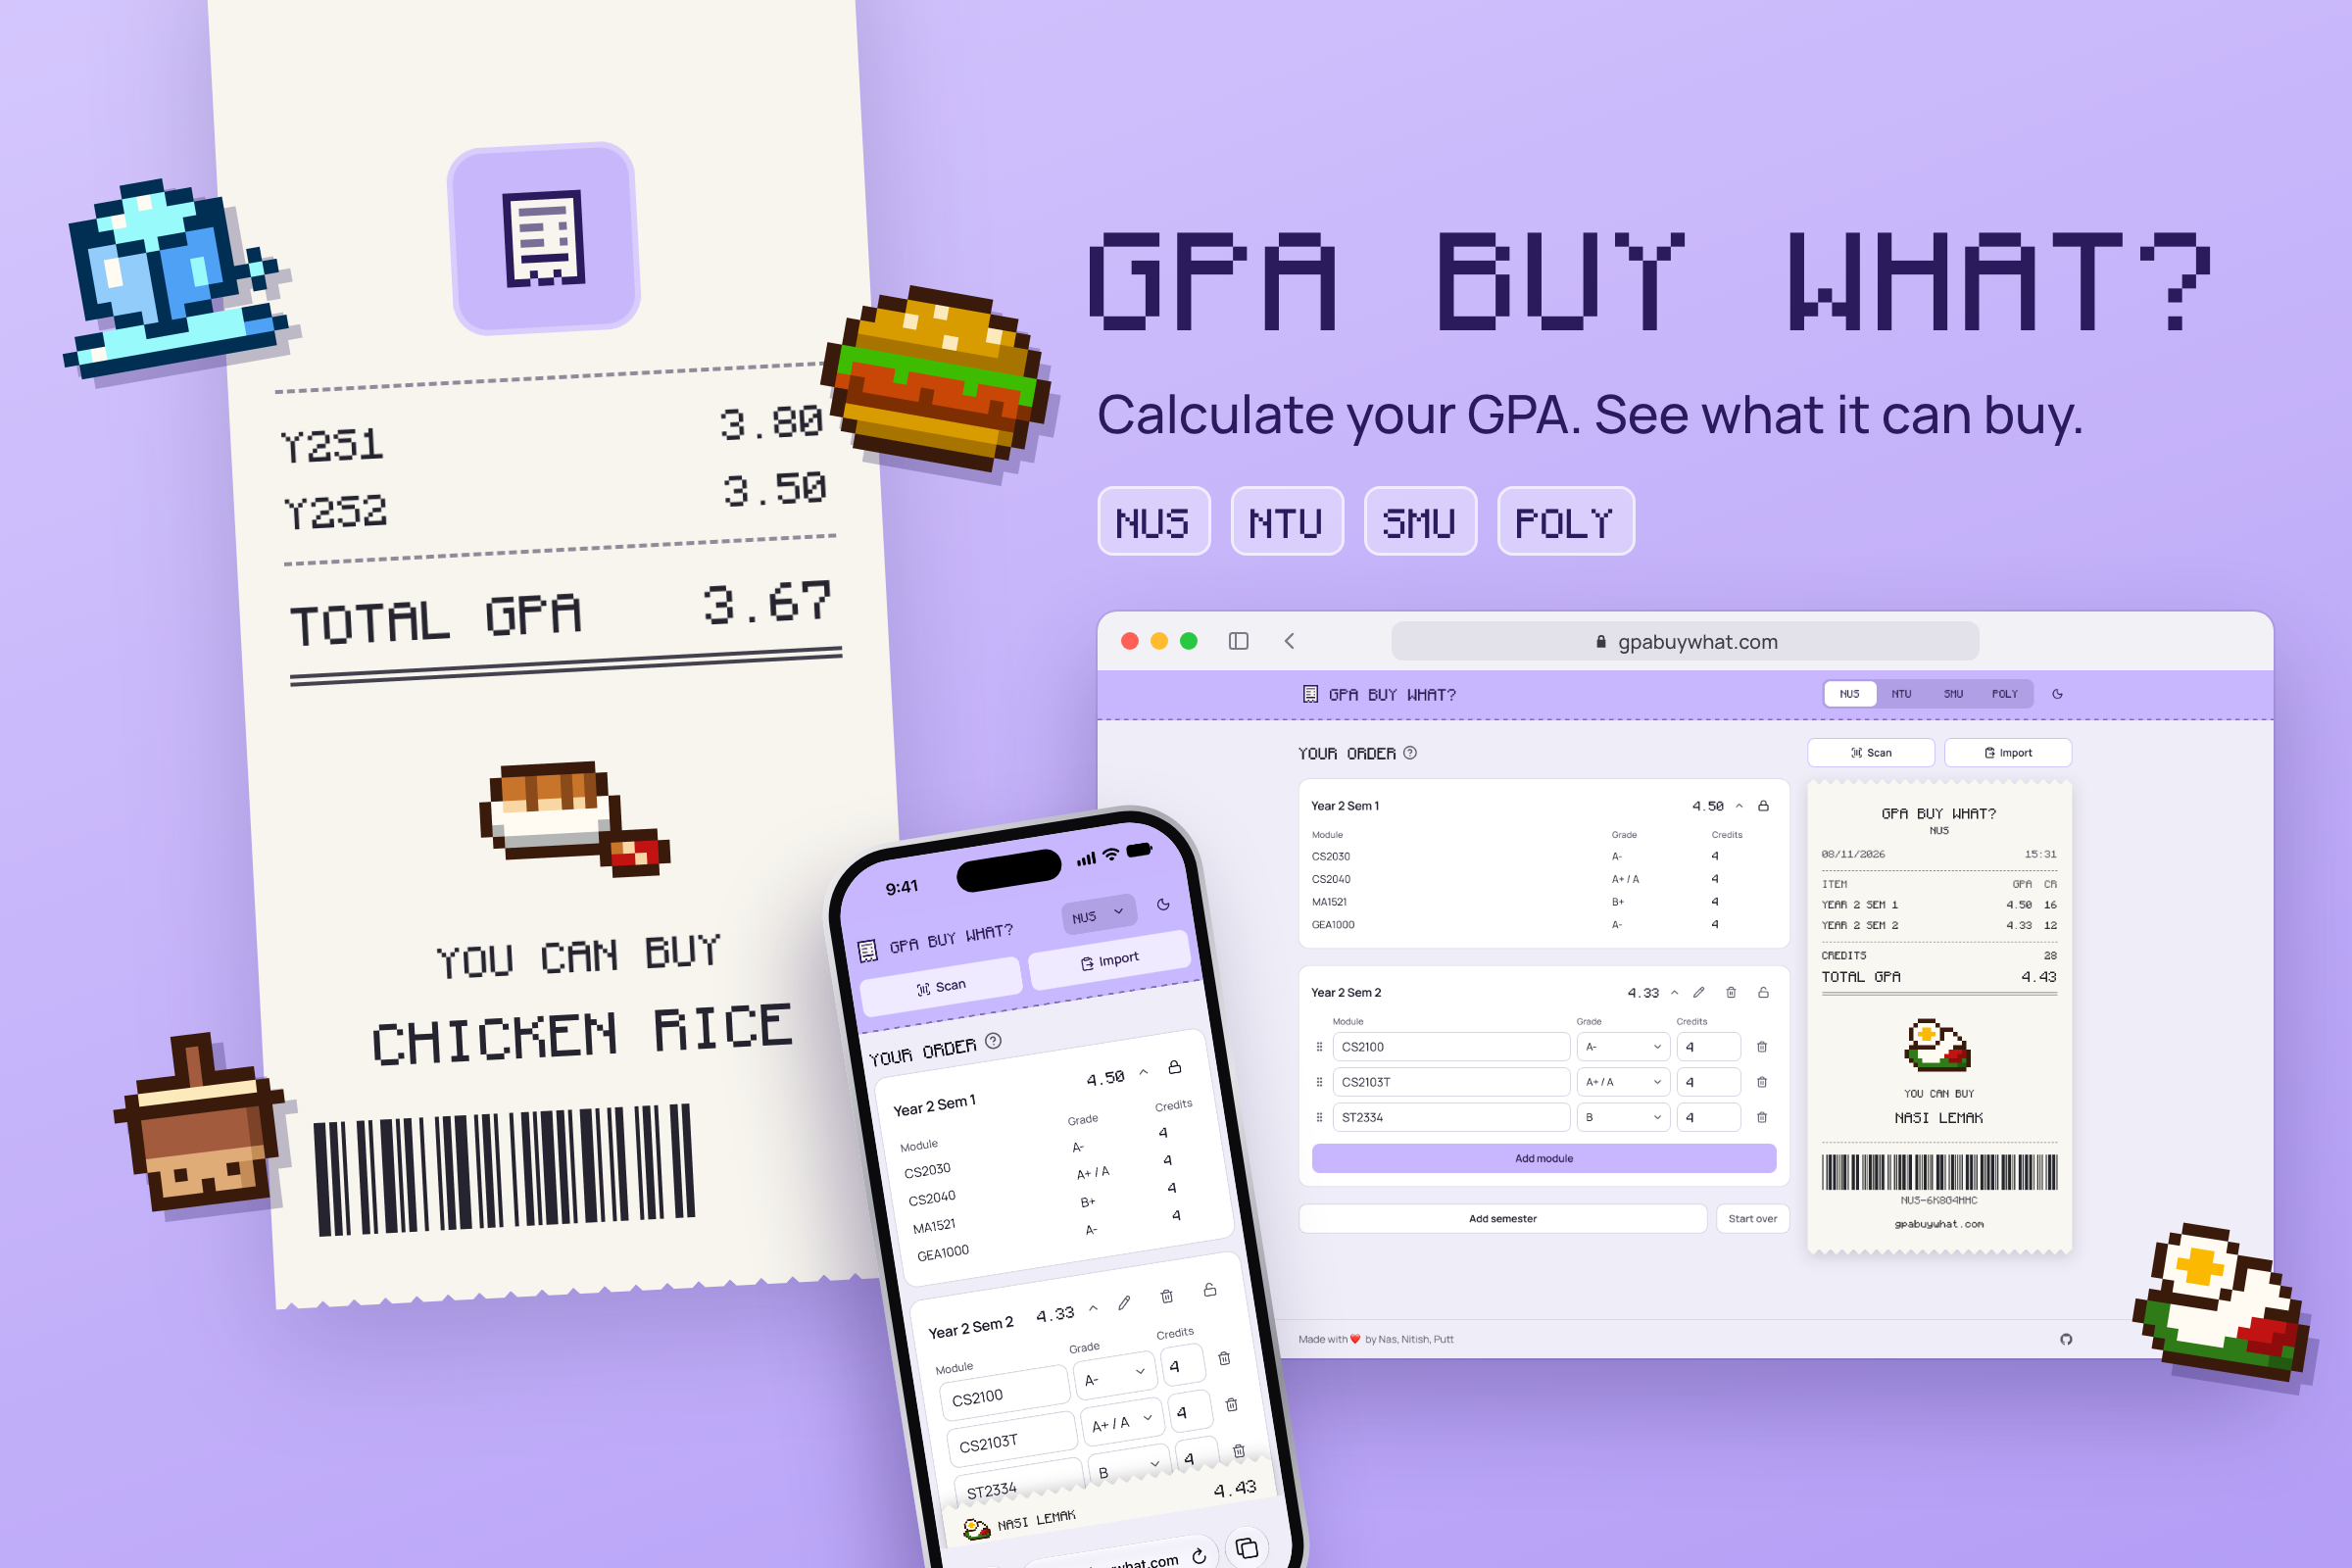 GPA BUY WHAT?
Calculate your GPA. See what it can buy.
NUS NTU SMU POLY
Y2S1 3.80
Y2S2 3.50
TOTAL GPA 3.67
YOU CAN BUY
CHICKEN RICE
gpabuywhat.com
GPA BUY WHAT? NUS NTU SMU POLY
YOUR ORDER ?
Scan Import
Year 2 Sem 1 4.50
Module Grade Credits
CS2030 A- 4
CS2040 A+ / A 4
MA1521 B+ 4
GEA1000 A- 4
Year 2 Sem 2 4.33
Module Grade Credits
CS2100 A- 4
CS2103T A+ / A 4
ST2334 B 4
Add module
Add semester Start over
GPA BUY WHAT?
NUS
08/11/2026 15:31
ITEM GPA CR
YEAR 2 SEM 1 4.50 16
YEAR 2 SEM 2 4.33 12
CREDITS 28
TOTAL GPA 4.43
YOU CAN BUY
NASI LEMAK
gpabuywhat.com
Made with ❤️ by Nas, Nitish, Putt
9:41
GPA BUY WHAT? NUS
Scan Import
YOUR ORDER ?
Year 2 Sem 1 4.50
Module Grade Credits
CS2030 A- 4
CS2040 A+ / A 4
MA1521 B+ 4
GEA1000 A- 4
Year 2 Sem 2 4.33
Module Grade Credits
CS2100 A- 4
CS2103T A+ / A 4
ST2334 B 4
NASI LEMAK 4.43